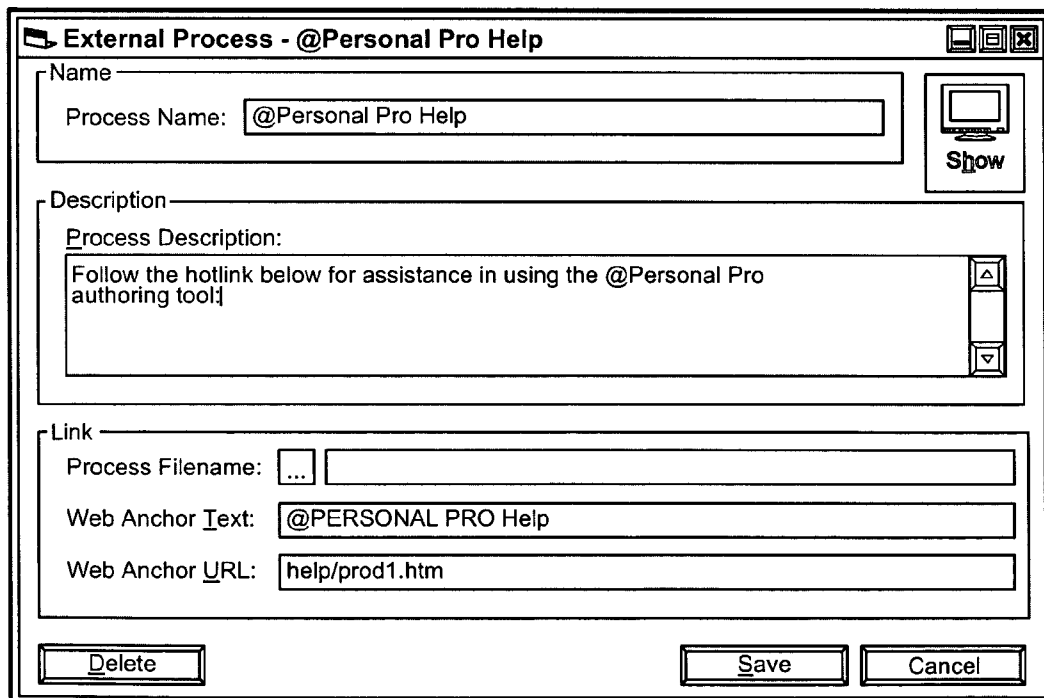 External Process - @Personal Pro Help
Name
Process Name: @Personal Pro Help
Show
Description
Process Description:
Follow the hotlink below for assistance in using the @Personal Pro
authoring tool:
Link
Process Filename: ...
Web Anchor Text: @PERSONAL PRO Help
Web Anchor URL: help/prod1.htm
Delete Save Cancel